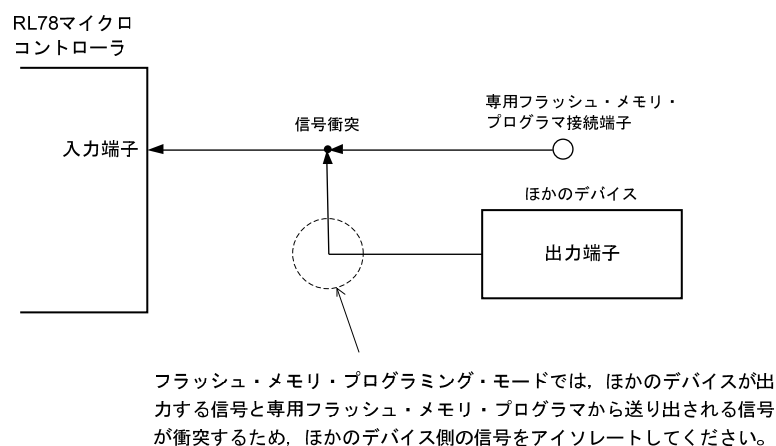 RL78マイクロ
コントローラ
入力端子
信号衝突
専用フラッシュ・メモリ・
プログラマ接続端子
ほかのデバイス
出力端子
フラッシュ・メモリ・プログラミング・モードでは，ほかのデバイスが出
力する信号と専用フラッシュ・メモリ・プログラマから送り出される信号
が衝突するため，ほかのデバイス側の信号をアイソレートしてください。